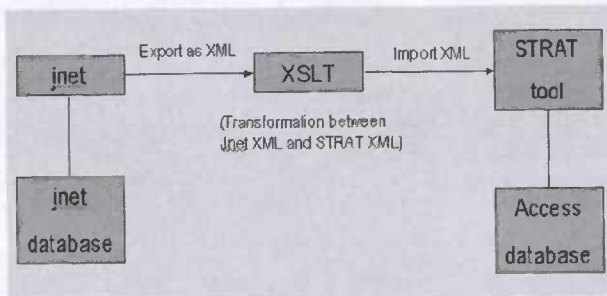 jnet
Export as XML
XSLT
Import XML
STRAT
tool
(Transformation between
Jnet XML and STRAT XML)
jnet
database
Access
database